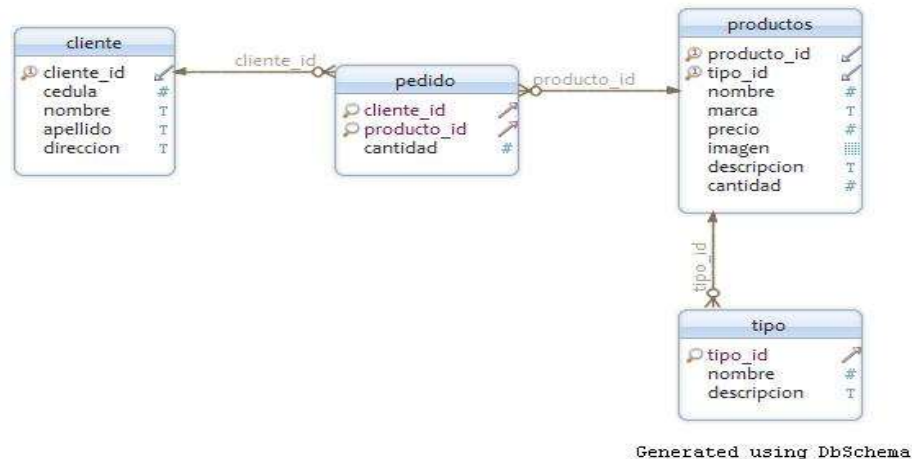 cliente
cliente_id
cedula #
nombre T
apellido T
direccion T
cliente_id
pedido
cliente_id
producto_id
cantidad #
producto_id
productos
producto_id
tipo_id
nombre #
marca T
precio #
imagen
descripcion T
cantidad #
tipo_id
tipo
tipo_id
nombre #
descripcion T
Generated using DbSchema